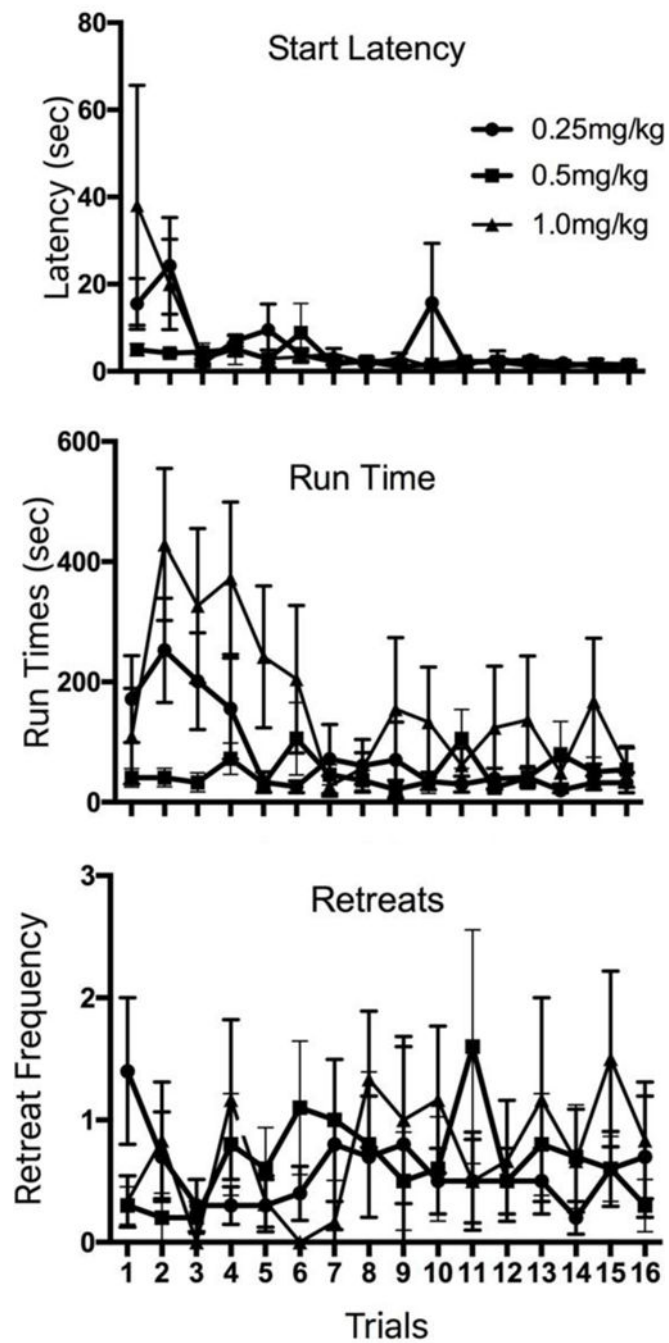 Start Latency
Latency (sec)
80
60
40
20
0
0.25mg/kg
0.5mg/kg
1.0mg/kg
Run Time
Run Times (sec)
600
400
200
0
Retreats
Retreat Frequency
3
2
1
0
1 2 3 4 5 6 7 8 9 10 11 12 13 14 15 16
Trials